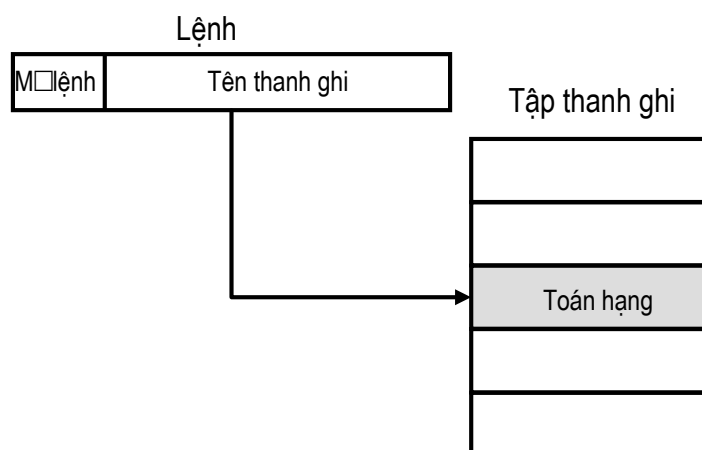 Lệnh
M□lệnh
Tên thanh ghi
Tập thanh ghi
Toán hạng